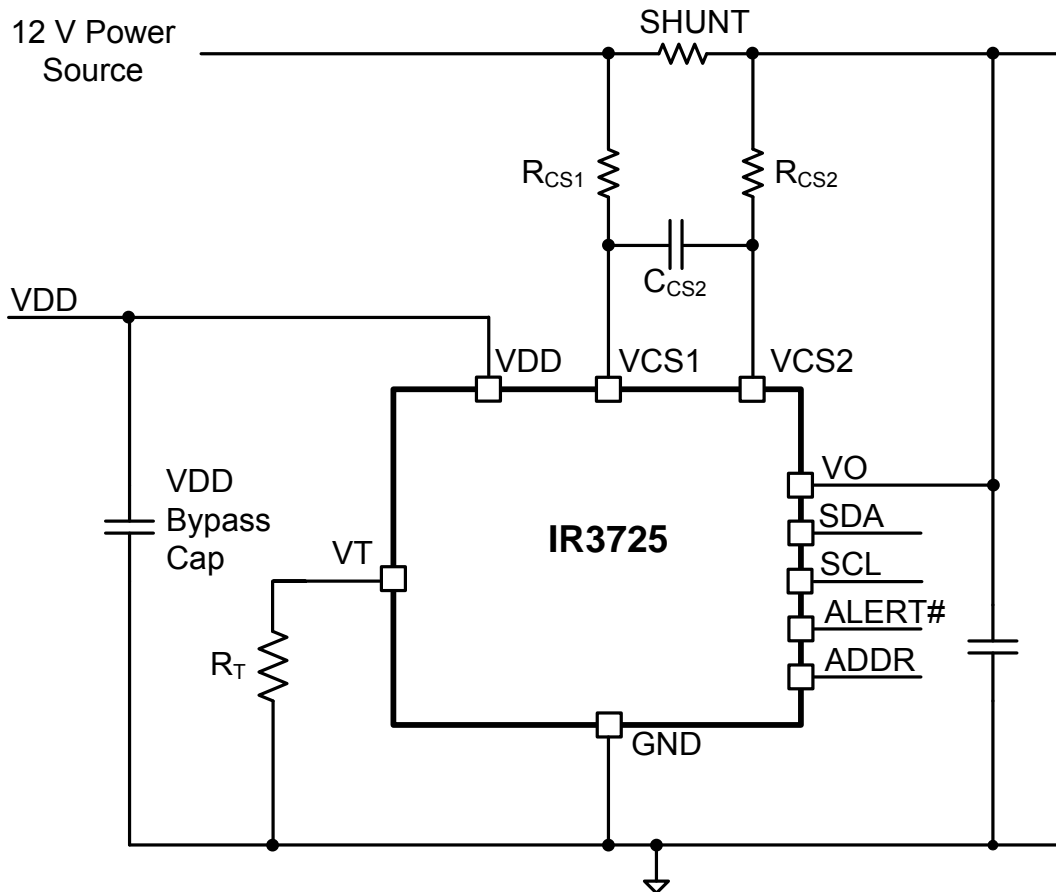 SHUNT
12 V Power
Source
RCS1
RCS2
CCS2
VDD
VDD
VCS1
VCS2
VDD
Bypass
Cap
VT
IR3725
VO
SDA
SCL
ALERT#
ADDR
RT
GND